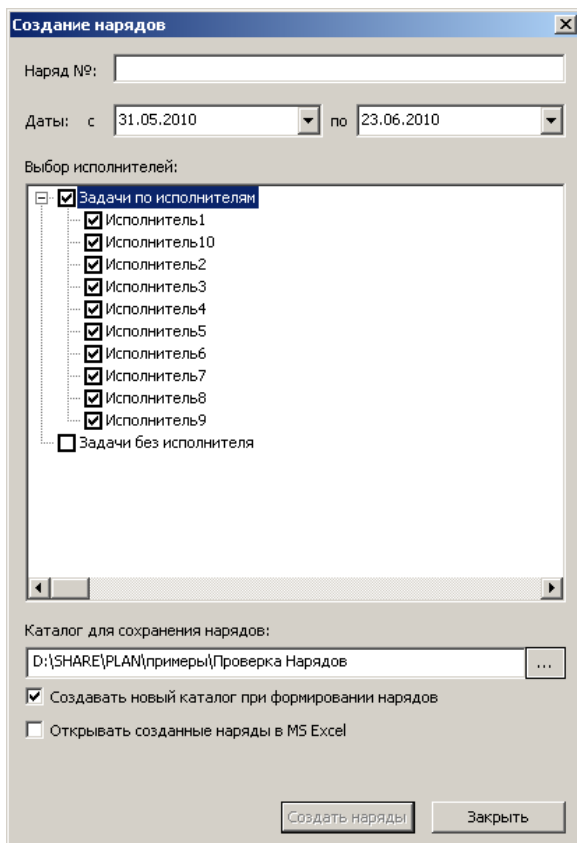 Создание нарядов
Наряд №:
Даты: с 31.05.2010 по 23.06.2010
Выбор исполнителей:
Задачи по исполнителям
Исполнитель1
Исполнитель10
Исполнитель2
Исполнитель3
Исполнитель4
Исполнитель5
Исполнитель6
Исполнитель7
Исполнитель8
Исполнитель9
Задачи без исполнителя
Каталог для сохранения нарядов:
D:\SHARE\PLAN\примеры\Проверка Нарядов ...
Создавать новый каталог при формировании нарядов
Открывать созданные наряды в MS Excel
Создать наряды Закрыть